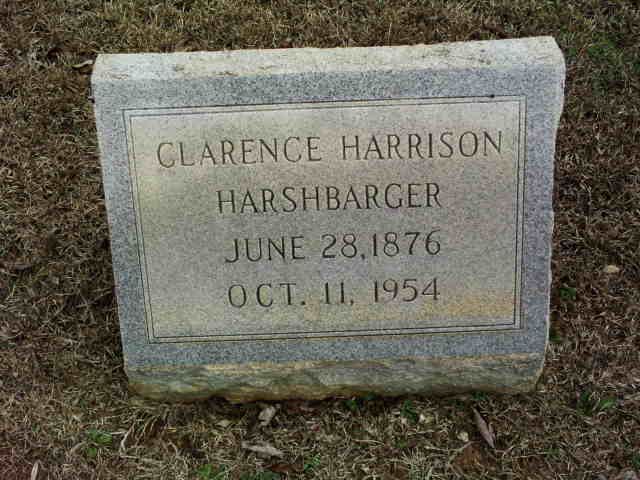 CLARENCE HARRISON
HARSHBARGER
JUNE 28,1876
OCT. 11, 1954